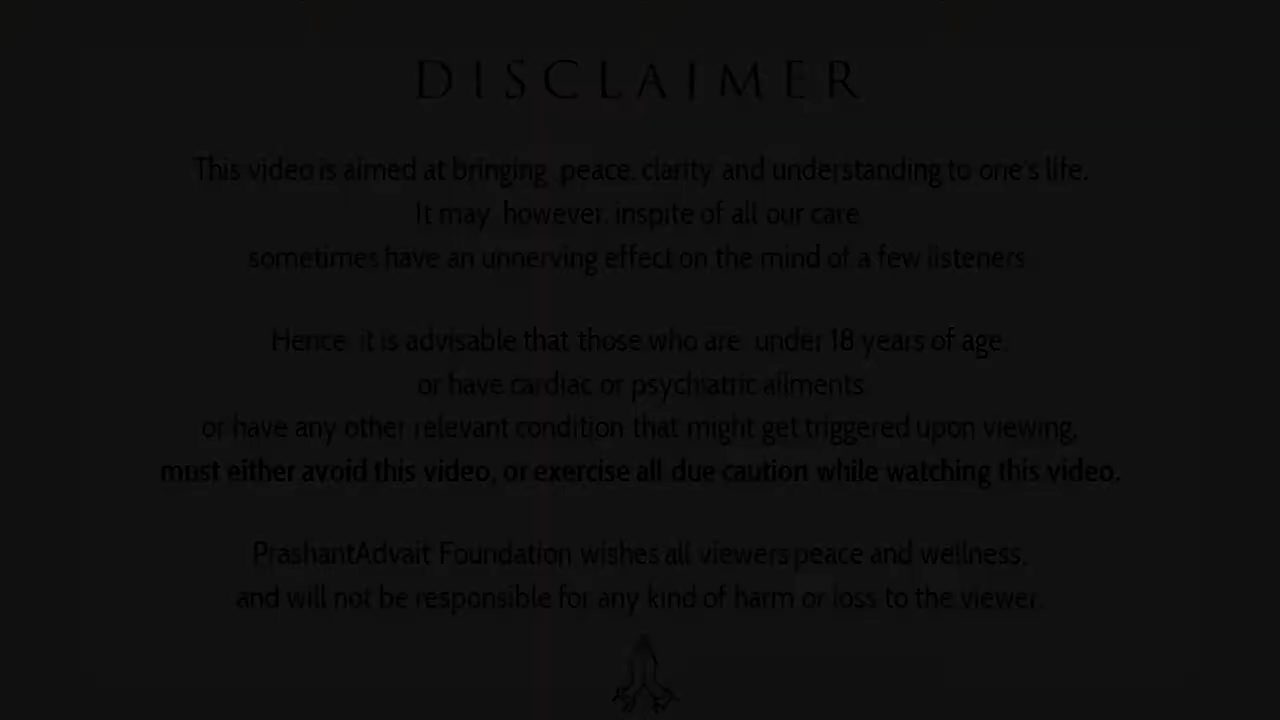 DISCLAIMER
This video is aimed at bringing peace, clarity and understanding to one's life.
It may, however, inspite of all our care,
sometimes have an unnerving effect on the mind of a few listeners.
Hence, it is advisable that those who are under 18 years of age,
or have cardiac or psychiatric ailments,
or have any other relevant condition that might get triggered upon viewing,
must either avoid this video, or exercise all due caution while watching this video.
PrashantAdvait Foundation wishes all viewers peace and wellness,
and will not be responsible for any kind of harm or loss to the viewer.